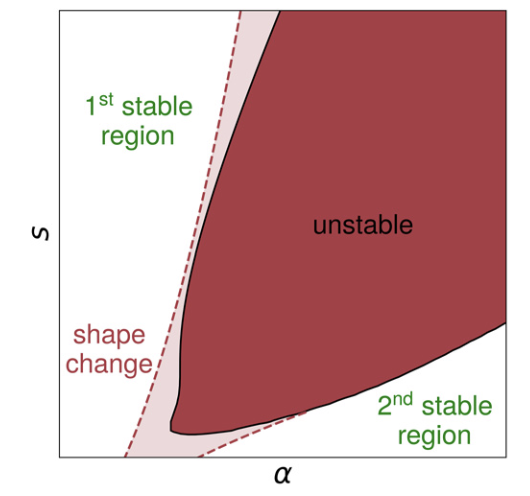 1st stable
region
unstable
s
shape
change
2nd stable
region
α